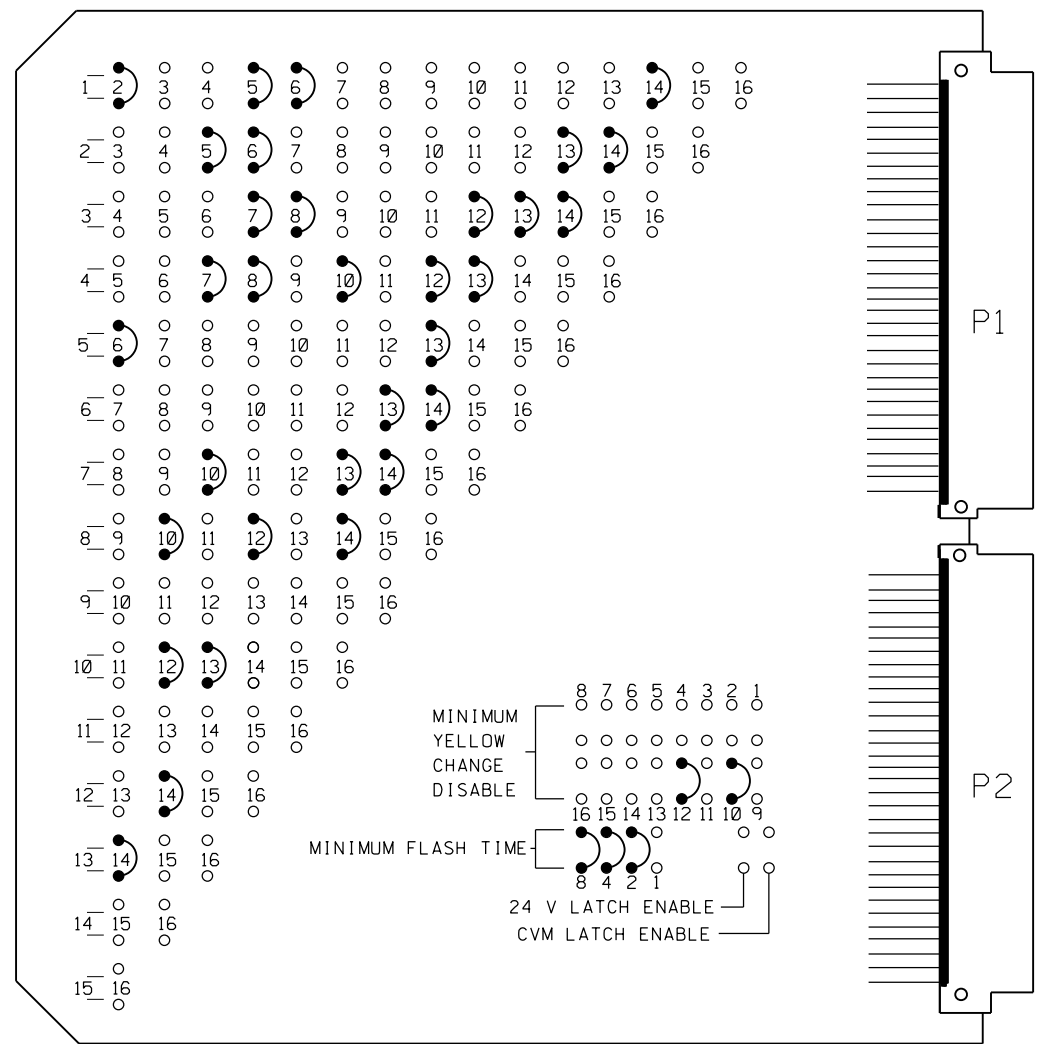 1 2 3 4 5 6 7 8 9 10 11 12 13 14 15 16
2 3 4 5 6 7 8 9 10 11 12 13 14 15 16
3 4 5 6 7 8 9 10 11 12 13 14 15 16
4 5 6 7 8 9 10 11 12 13 14 15 16
P1
5 6 7 8 9 10 11 12 13 14 15 16
6 7 8 9 10 11 12 13 14 15 16
7 8 9 10 11 12 13 14 15 16
8 9 10 11 12 13 14 15 16
9 10 11 12 13 14 15 16
10 11 12 13 14 15 16
8 7 6 5 4 3 2 1
11 12 13 14 15 16
MINIMUM
YELLOW
CHANGE
DISABLE
P2
12 13 14 15 16
16 15 14 13 12 11 10 9
MINIMUM FLASH TIME
13 14 15 16
8 4 2 1
24 V LATCH ENABLE
14 15 16
CVM LATCH ENABLE
15 16